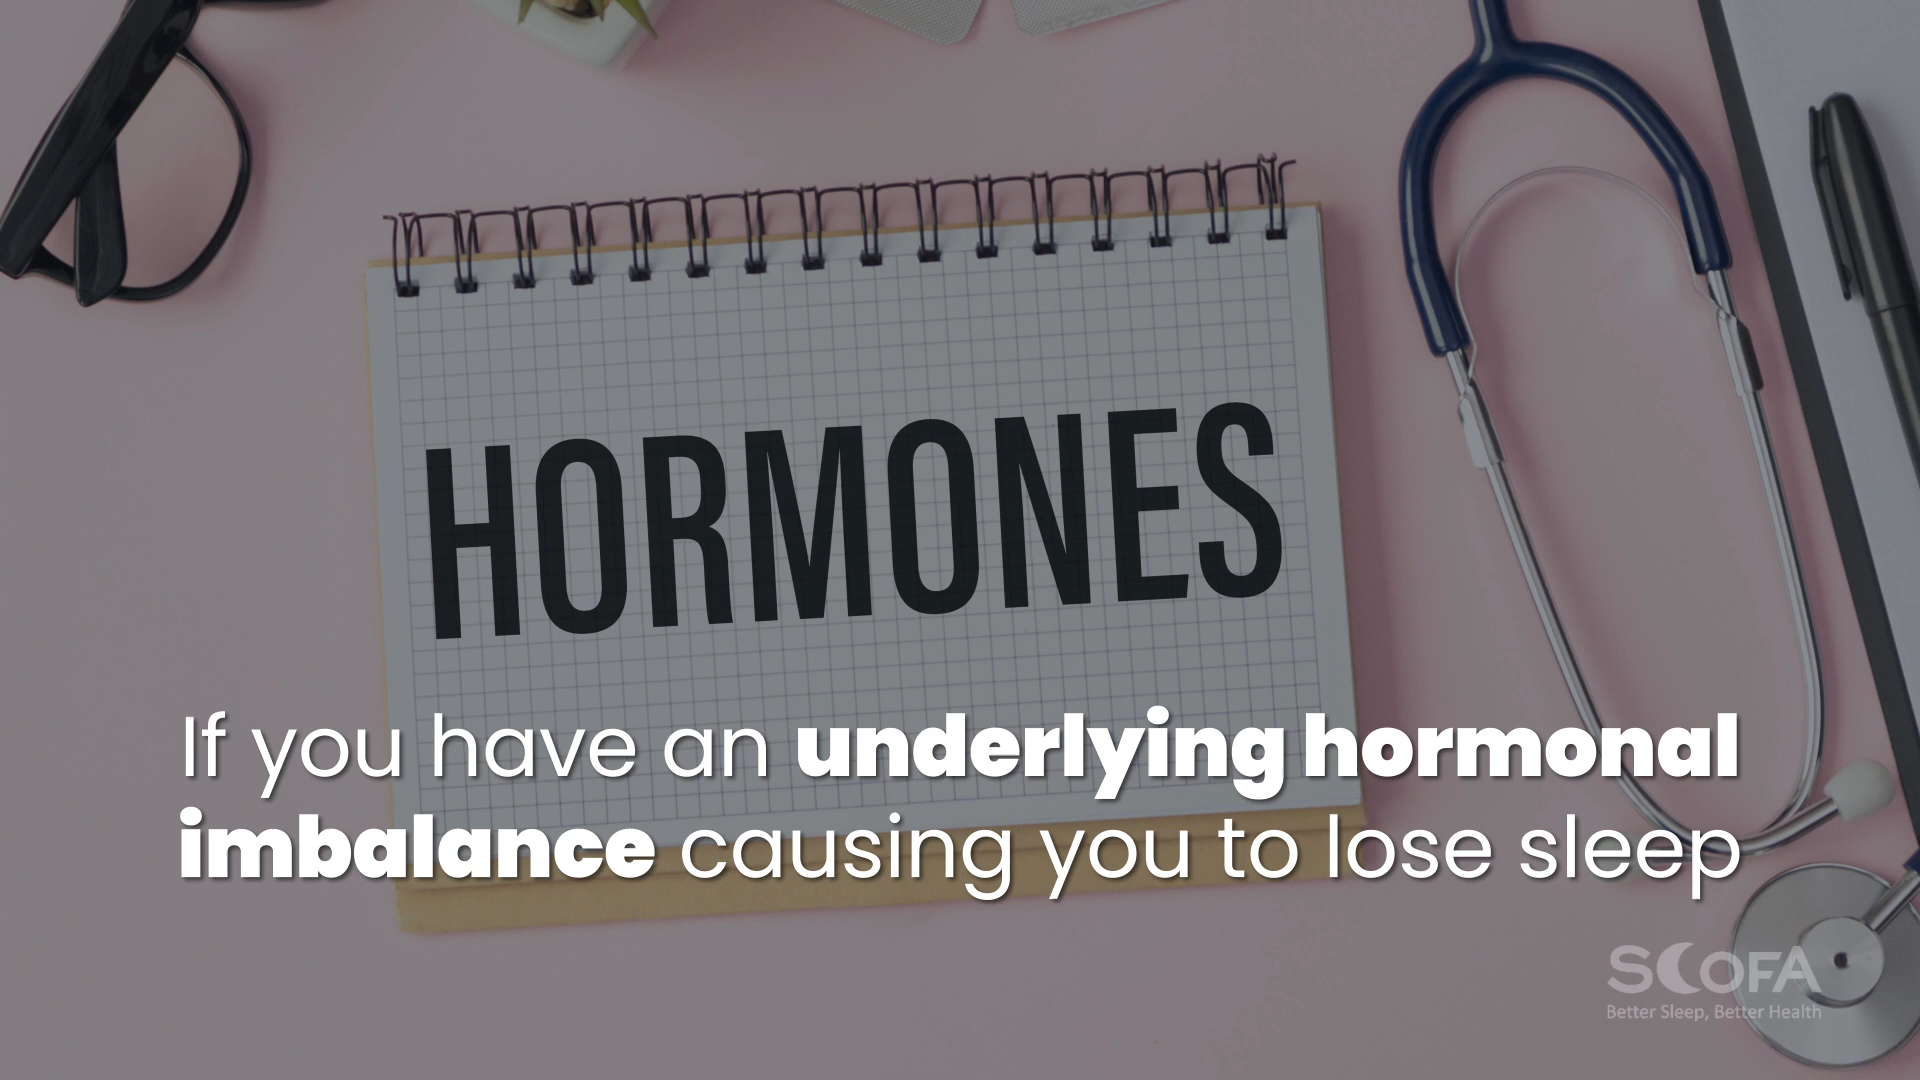 HORMONES
If you have an underlying hormonal
imbalance causing you to lose sleep
SCOFA
Better Sleep, Better Health